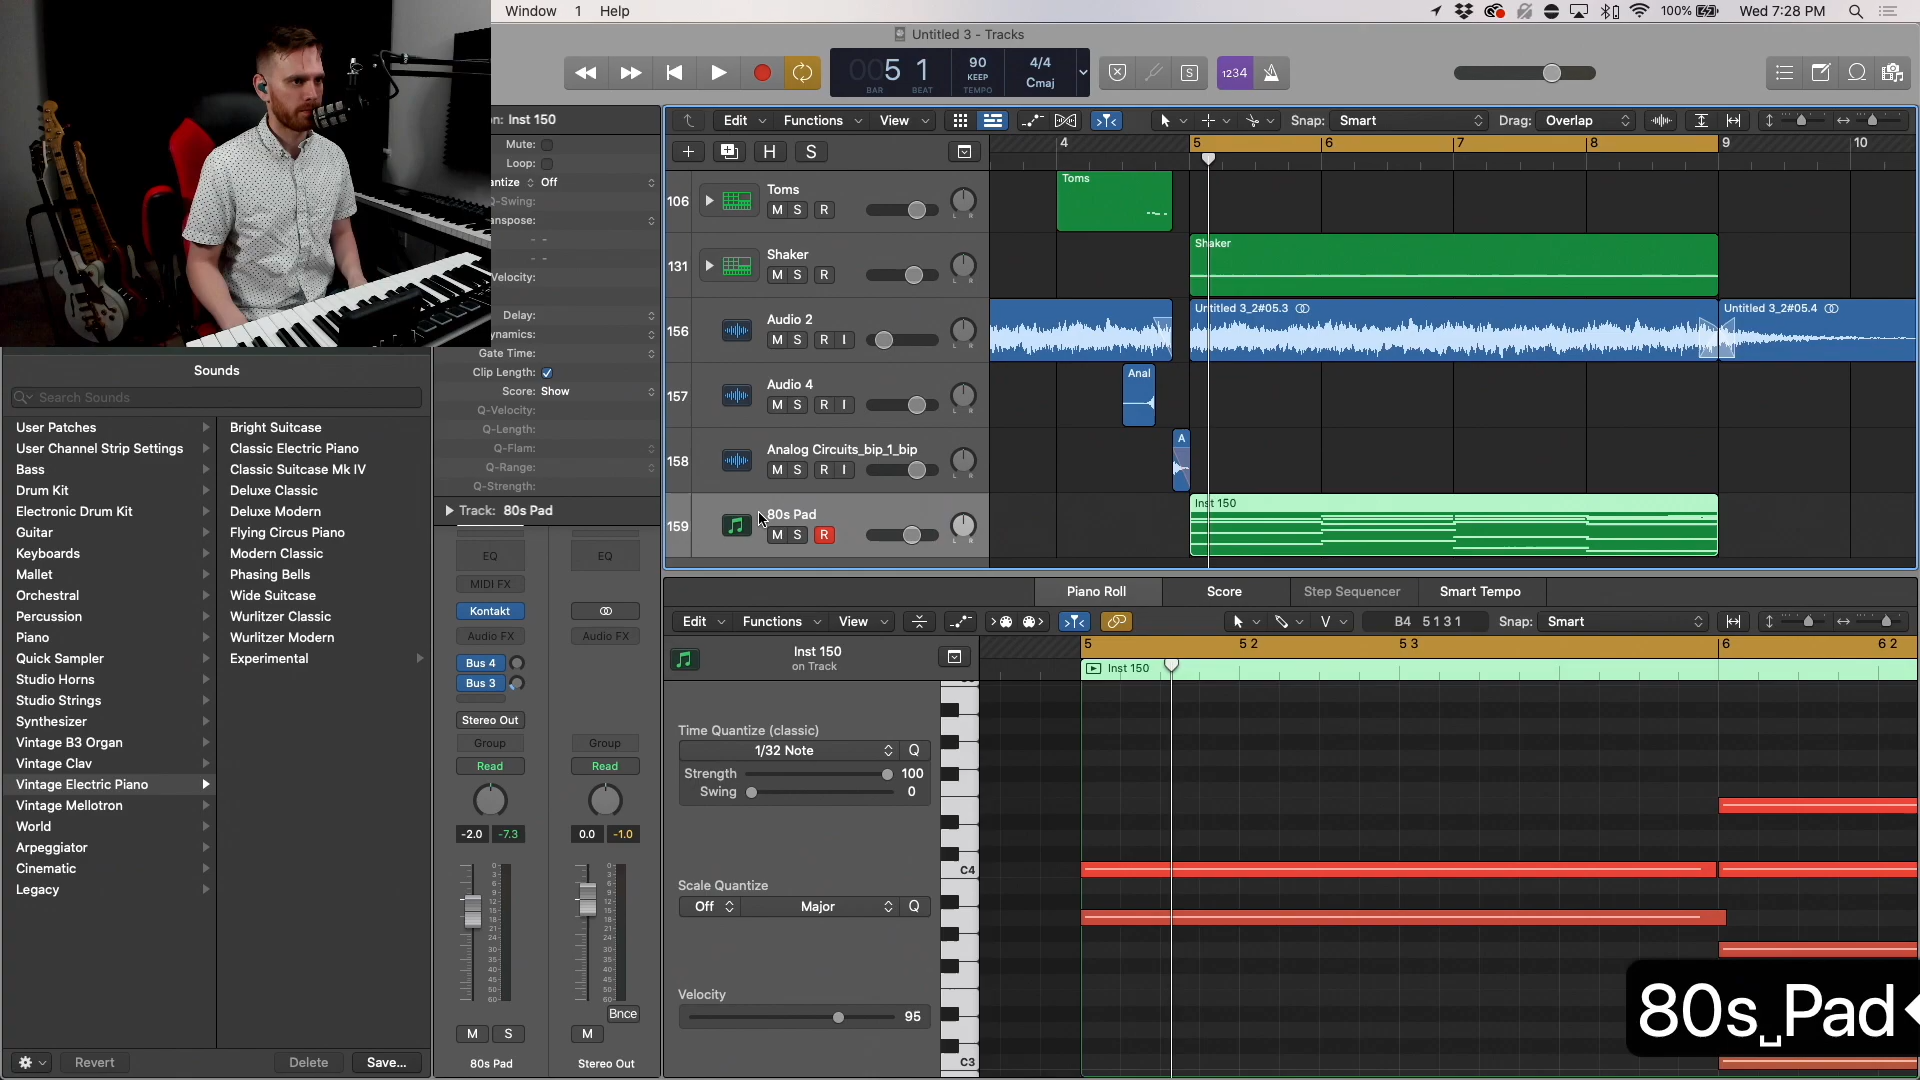 Window 1 Help
100% Wed 7:28 PM
Untitled 3 - Tracks
005 1 90 4/4
KEEP
BAR BEAT TEMPO Cmaj
S 1234
n: Inst 150
Edit Functions View Snap: Smart Drag: Overlap
Mute:
Loop:
antize Off
Q-Swing:
anspose:
Velocity:
Delay:
ynamics:
Gate Time:
Clip Length:
Score: Show
Q-Velocity:
Q-Length:
Q-Flam:
Q-Range:
Q-Strength:
H S
4 5 6 7 8 9 10
106 Toms
M S R L R
Toms
131 Shaker
M S R L R
Shaker
156 Audio 2
M S R I L R
Untitled 3_2#05.3 Untitled 3_2#05.4
157 Audio 4
M S R I L R
Anal
158 Analog Circuits_bip_1_bip
M S R I L R
A
159 80s Pad
M S R L R
Inst 150
Sounds
Search Sounds
User Patches
User Channel Strip Settings
Bass
Drum Kit
Electronic Drum Kit
Guitar
Keyboards
Mallet
Orchestral
Percussion
Piano
Quick Sampler
Studio Horns
Studio Strings
Synthesizer
Vintage B3 Organ
Vintage Clav
Vintage Electric Piano
Vintage Mellotron
World
Arpeggiator
Cinematic
Legacy
Bright Suitcase
Classic Electric Piano
Classic Suitcase Mk IV
Deluxe Classic
Deluxe Modern
Flying Circus Piano
Modern Classic
Phasing Bells
Wide Suitcase
Wurlitzer Classic
Wurlitzer Modern
Experimental
Revert Delete Save...
Track: 80s Pad
EQ EQ
MIDI FX
Kontakt
Audio FX Audio FX
Bus 4
Bus 3
Stereo Out
Group Group
Read Read
-2.0 -7.3 0.0 -1.0
Bnce
M S M
80s Pad Stereo Out
Piano Roll Score Step Sequencer Smart Tempo
Edit Functions View B4 5 1 3 1 Snap: Smart
Inst 150
on Track
5 5 2 5 3 6 6 2
Inst 150
Time Quantize (classic)
1/32 Note Q
Strength 100
Swing 0
Scale Quantize
Off Major Q
Velocity
95
C4
C3
80s␣Pad